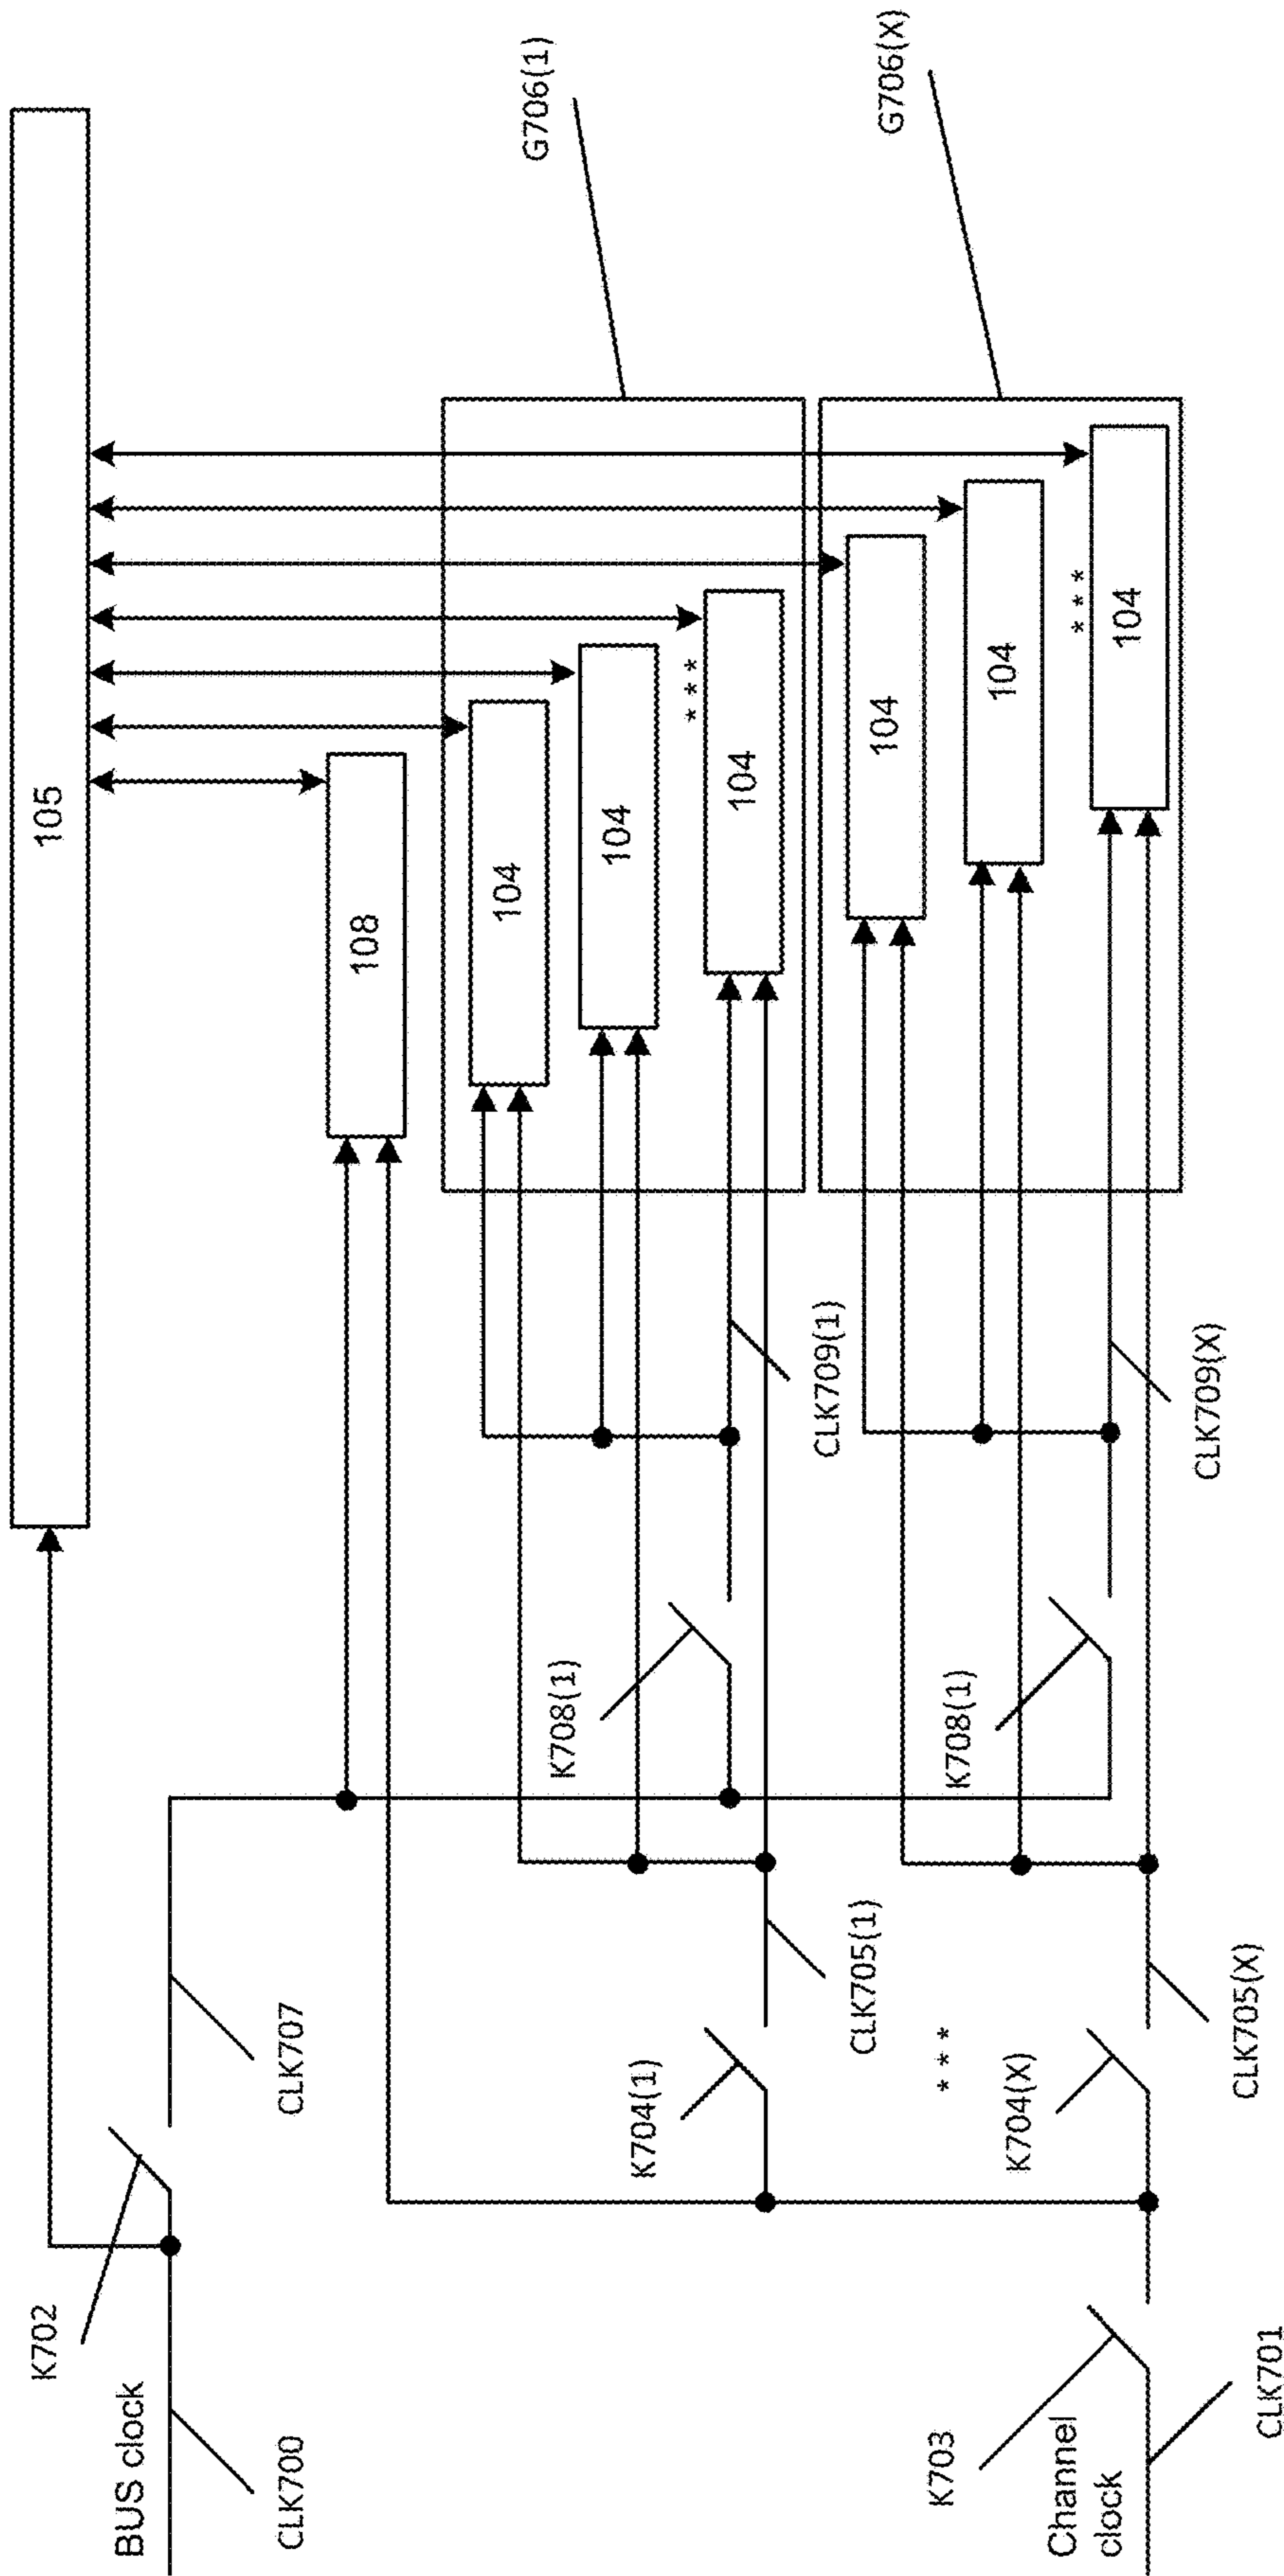 105
108
104
104
***
104
G706(1)
104
104
***
104
G706(X)
K702
BUS clock
CLK700
CLK707
K708(1)
CLK709(1)
K708(1)
CLK709(X)
K704(1)
CLK705(1)
***
K704(X)
CLK705(X)
K703
Channel
clock
CLK701